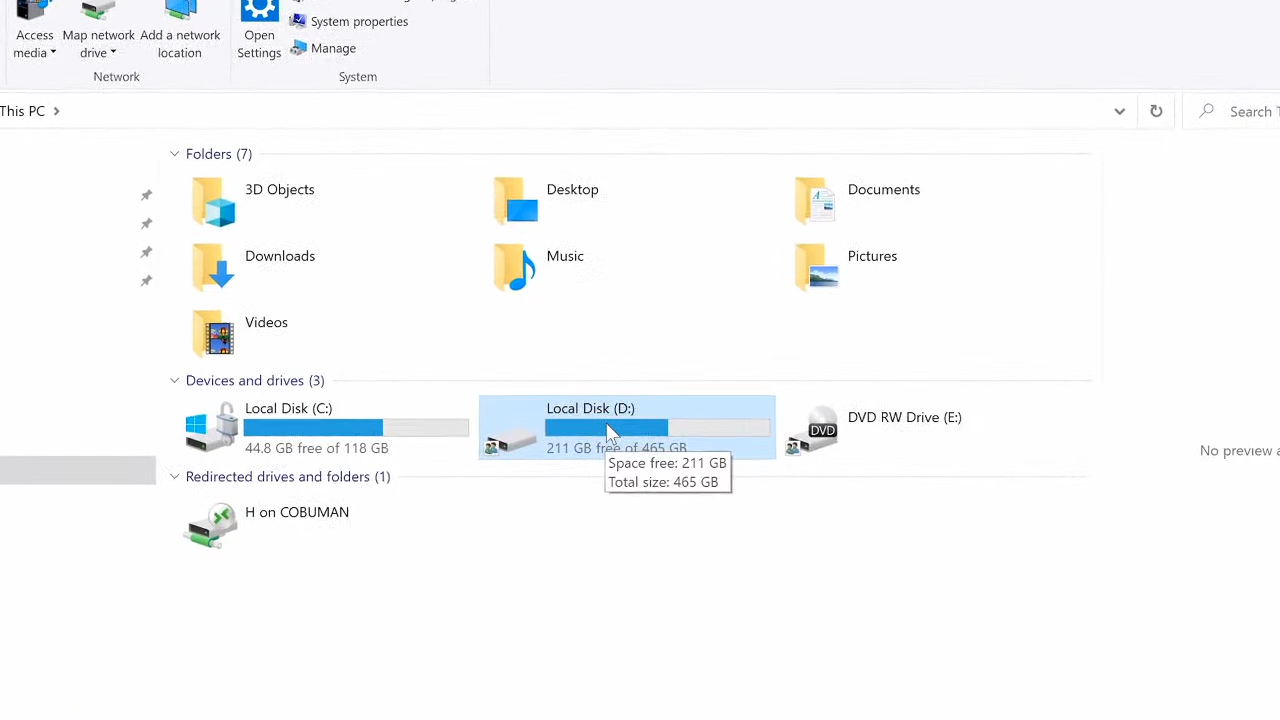 System properties
Access media
Map network drive
Add a network location
Open Settings
Manage
Network
System
This PC
Search
Folders (7)
3D Objects
Desktop
Documents
Downloads
Music
Pictures
Videos
Devices and drives (3)
Local Disk (C:)
44.8 GB free of 118 GB
Local Disk (D:)
211 GB free of 465 GB
DVD RW Drive (E:)
Space free: 211 GB
Total size: 465 GB
No preview
Redirected drives and folders (1)
H on COBUMAN
DVD